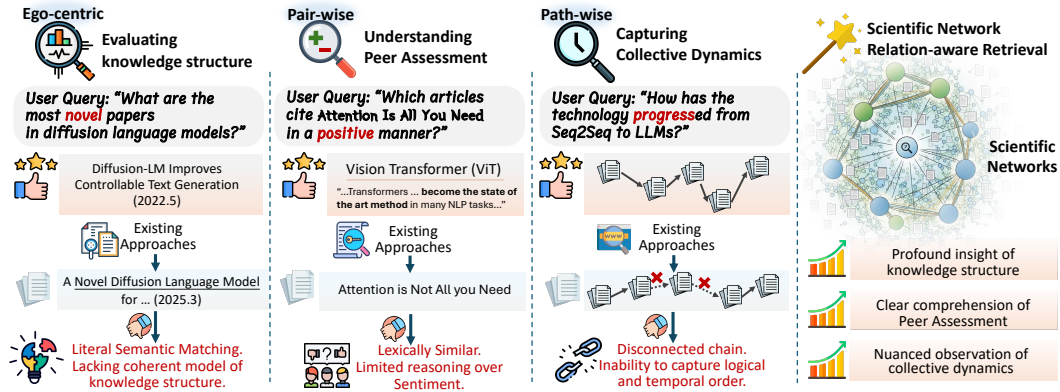 Ego-centric
Evaluating
knowledge structure
User Query: “What are the
most novel papers
in diffusion language models?”
Diffusion-LM Improves
Controllable Text Generation
(2022.5)
Existing
Approaches
A Novel Diffusion Language Model
for ... (2025.3)
Literal Semantic Matching.
Lacking coherent model of
knowledge structure.
Pair-wise
Understanding
Peer Assessment
User Query: “Which articles
cite Attention Is All You Need
in a positive manner?”
Vision Transformer (ViT)
“...Transformers ... become the state of
the art method in many NLP tasks...”
Existing
Approaches
Attention is Not All you Need
Lexically Similar.
Limited reasoning over
Sentiment.
Path-wise
Capturing
Collective Dynamics
User Query: “How has the
technology progressed from
Seq2Seq to LLMs?”
WWW
Existing
Approaches
Disconnected chain.
Inability to capture logical
and temporal order.
Scientific Network
Relation-aware Retrieval
Scientific
Networks
Profound insight of
knowledge structure
Clear comprehension of
Peer Assessment
Nuanced observation of
collective dynamics